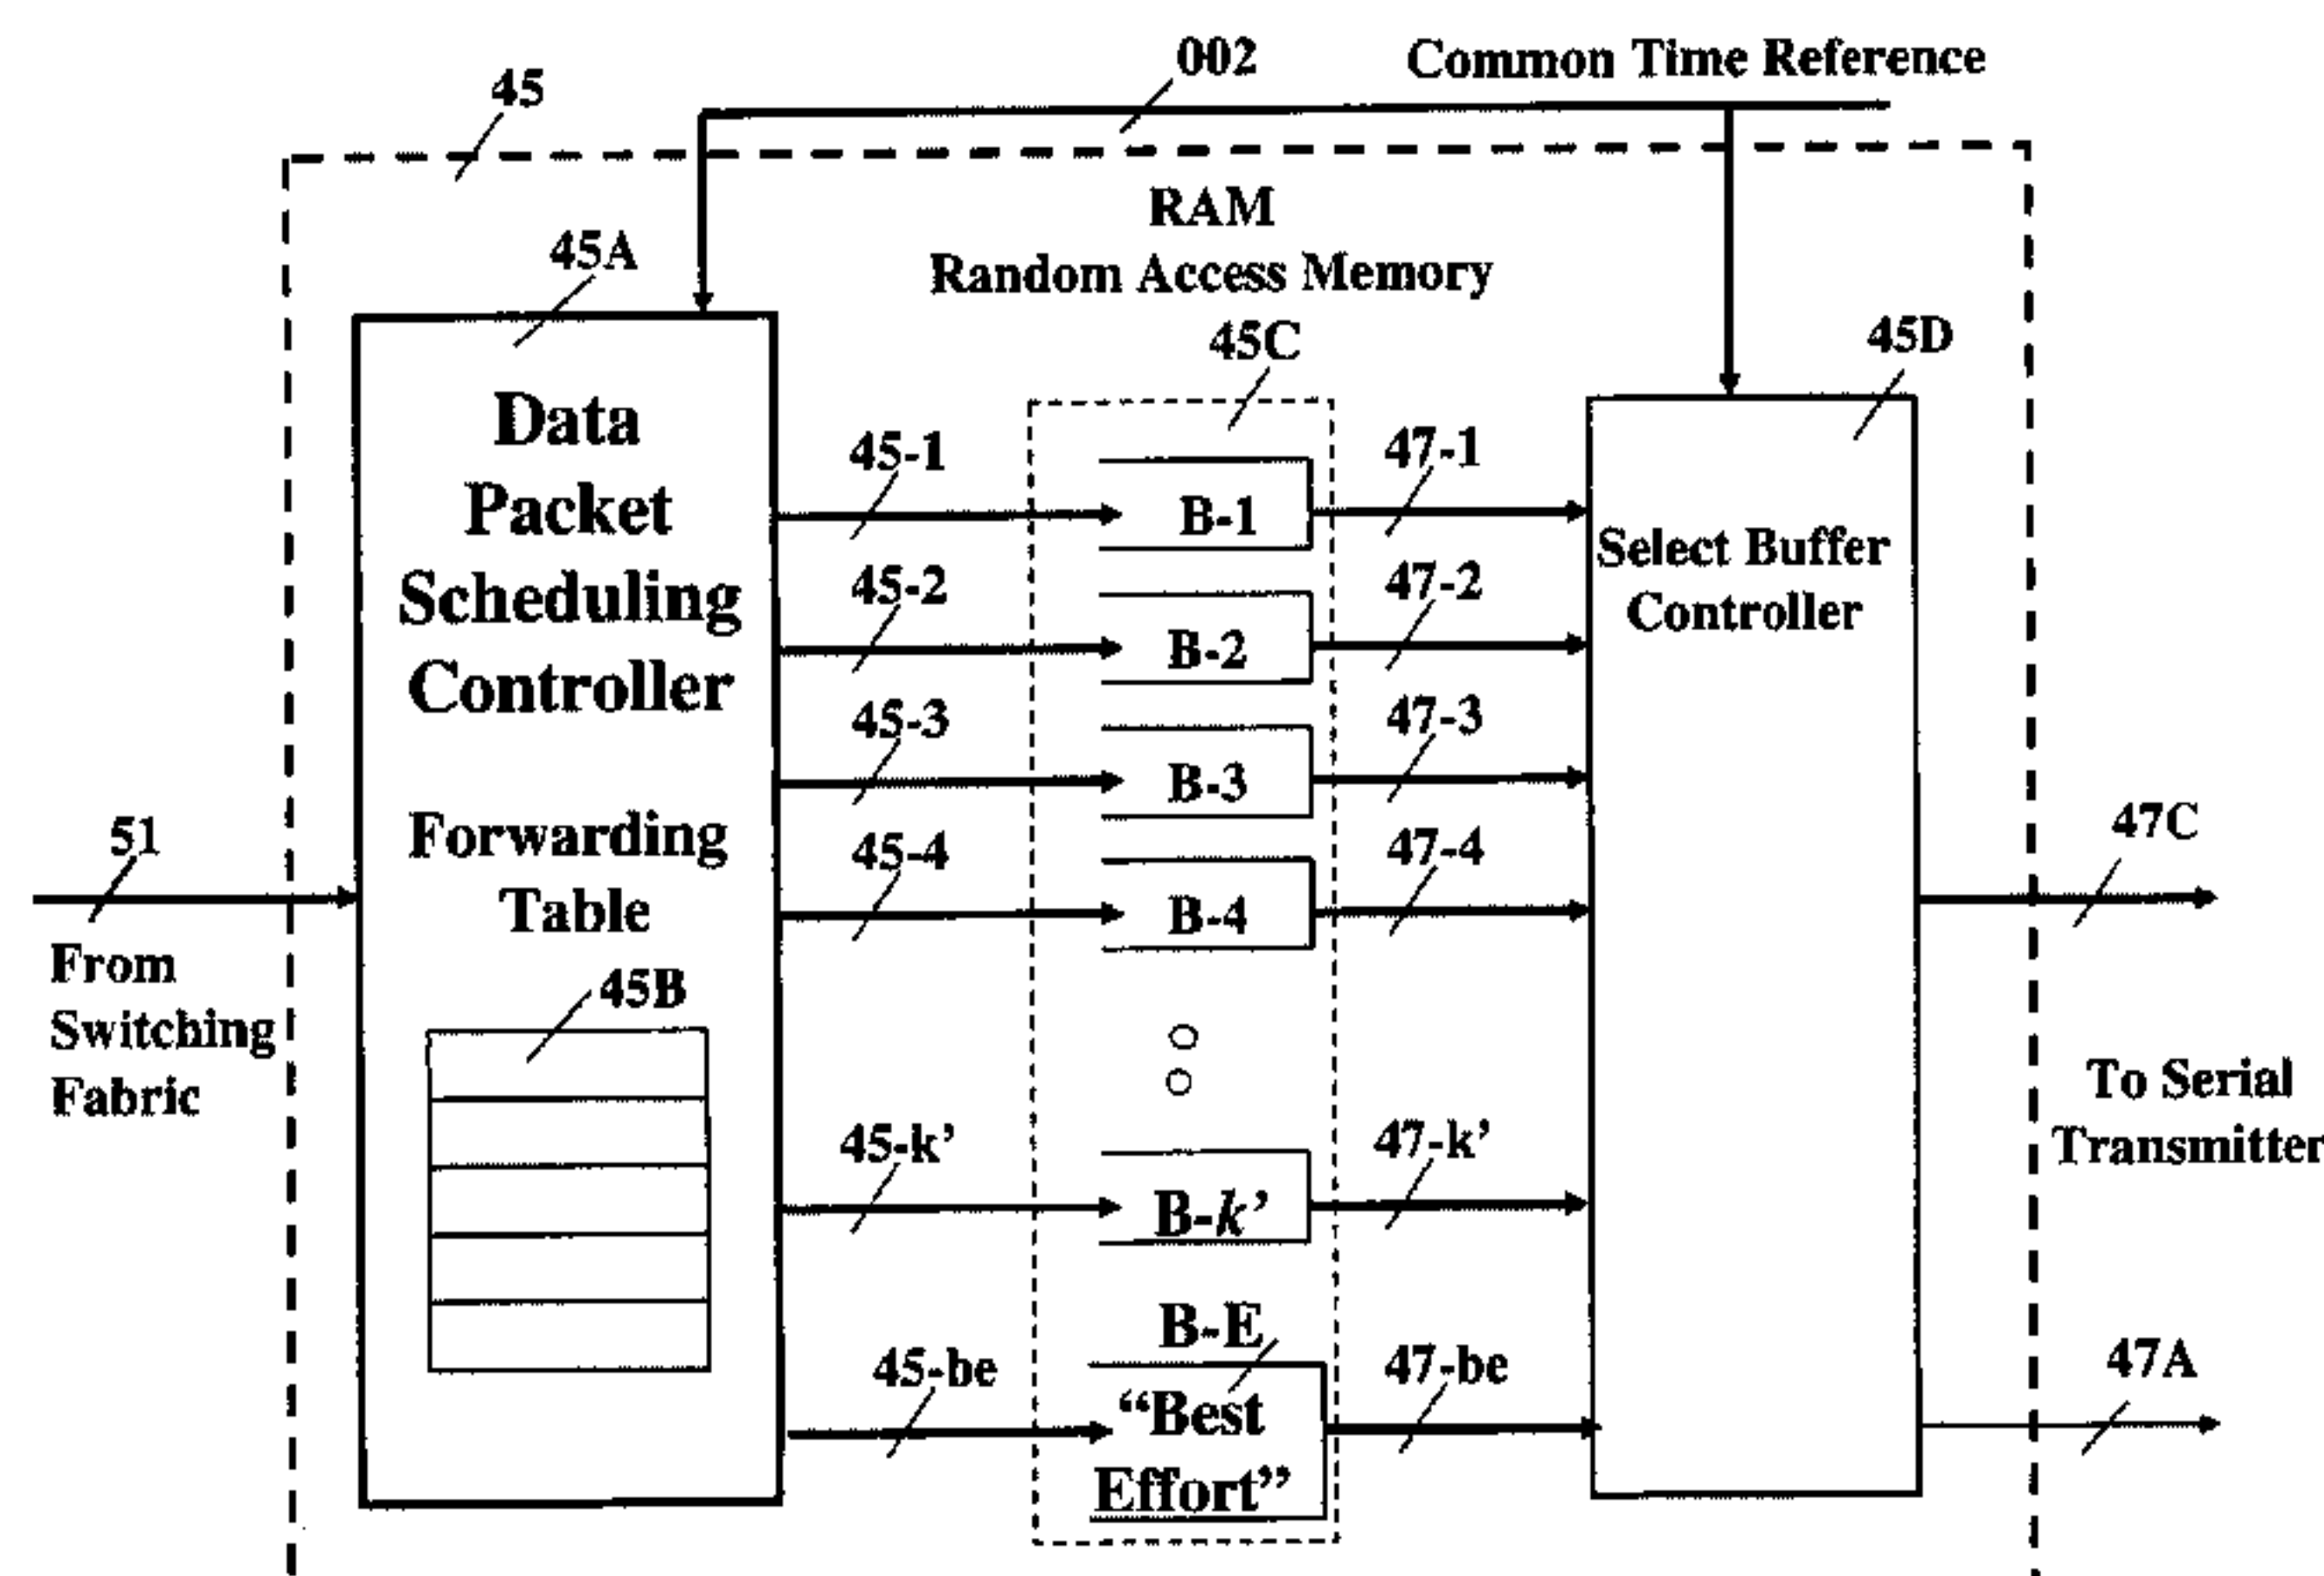 002
Common Time Reference
45
RAM
Random Access Memory
45A
45C
45D
Data
Packet
Scheduling
Controller
Forwarding
Table
45B
45-1
B-1
47-1
45-2
B-2
47-2
45-3
B-3
47-3
45-4
B-4
47-4
45-k’
B-k’
47-k’
B-E
45-be
“Best
Effort”
47-be
Select Buffer
Controller
51
From
Switching
Fabric
47C
To Serial
Transmitter
47A